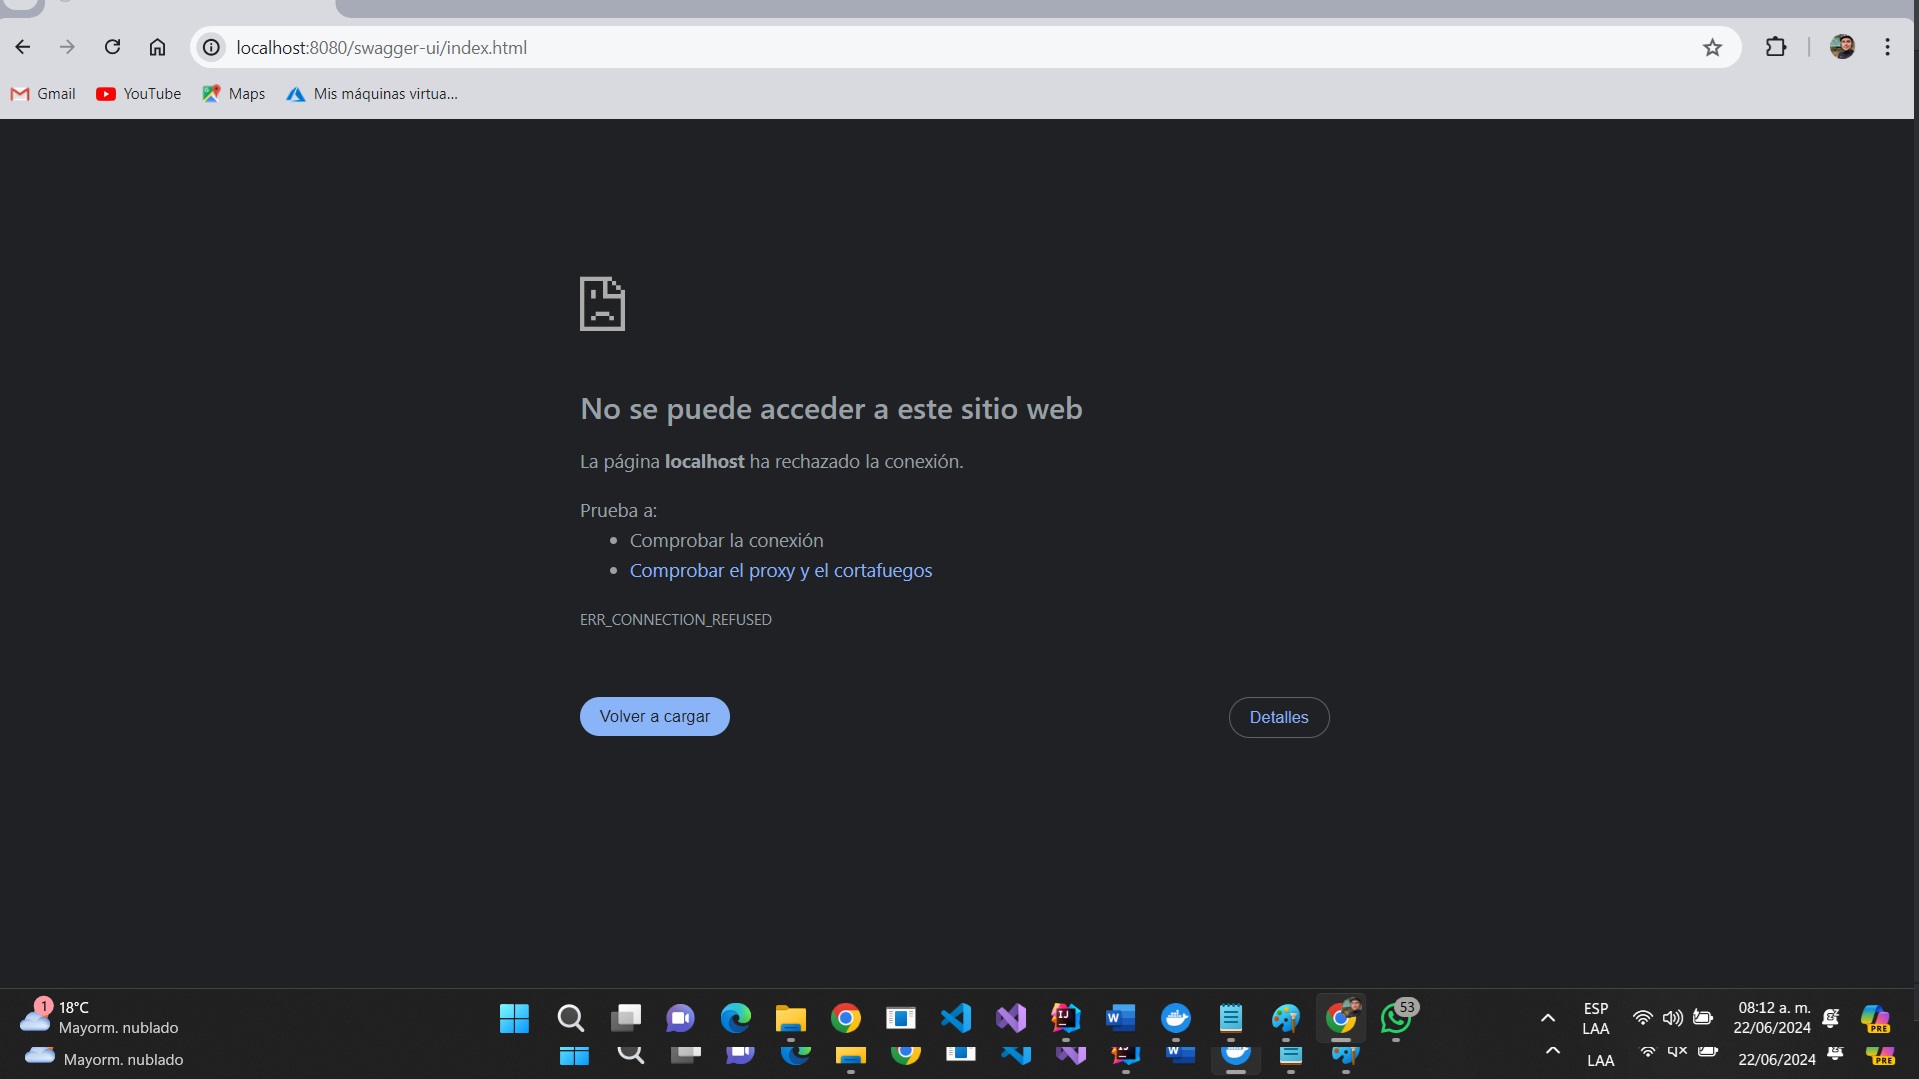 localhost:8080/swagger-ui/index.html
Gmail
YouTube
Maps
Mis máquinas virtua...
No se puede acceder a este sitio web
La página localhost ha rechazado la conexión.
Prueba a:
Comprobar la conexión
Comprobar el proxy y el cortafuegos
ERR_CONNECTION_REFUSED
Volver a cargar
Detalles
1
18°C
Mayorm. nublado
IJ
W
53
ESP
LAA
08:12 a. m.
22/06/2024
PRE
Mayorm. nublado
W
LAA
22/06/2024
PRE